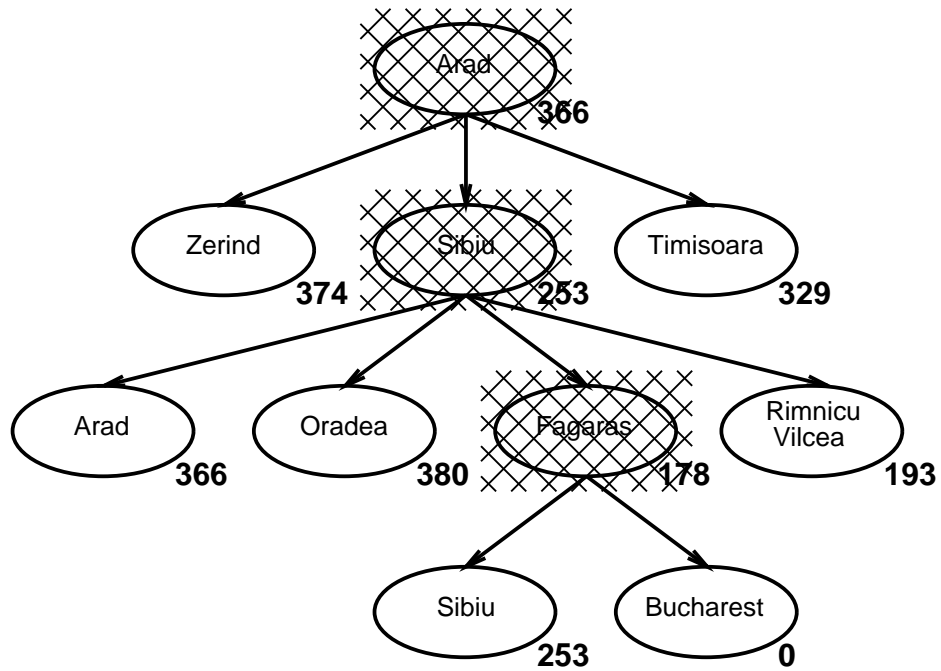 Arad
366
Zerind
374
Sibiu
253
Timisoara
329
Arad
366
Oradea
380
Fagaras
178
Rimnicu
Vilcea
193
Sibiu
253
Bucharest
0